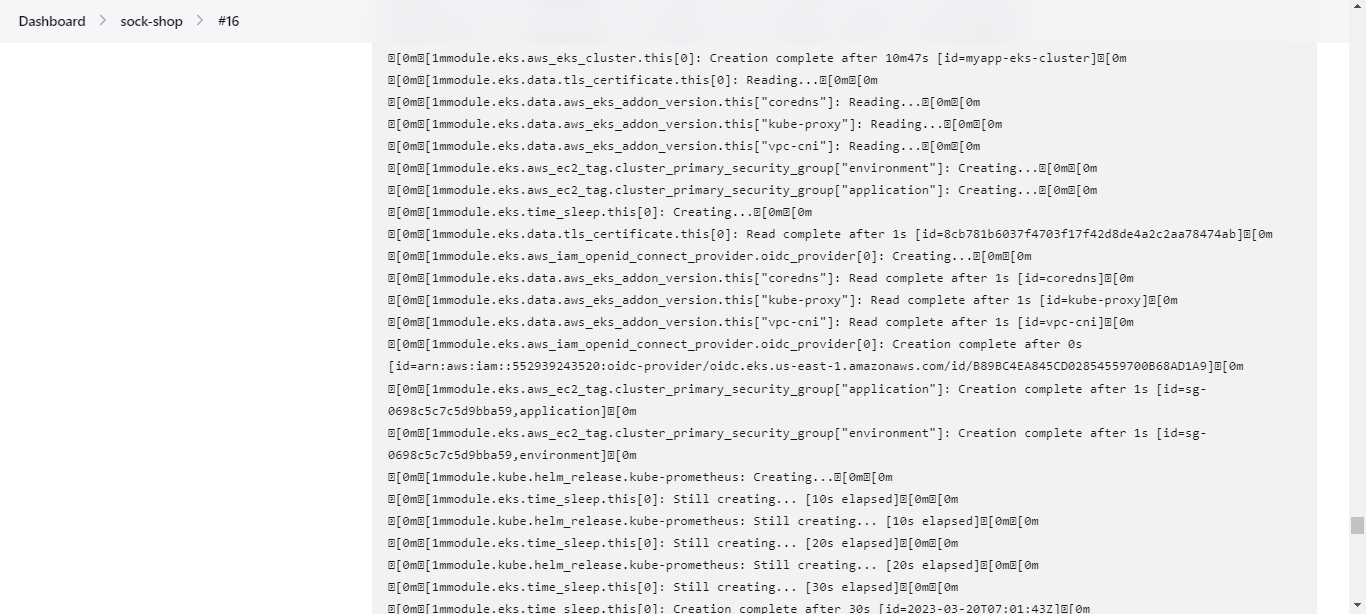 Dashboard > sock-shop > #16
␛[0m␛[1mmodule.eks.aws_eks_cluster.this[0]: Creation complete after 10m47s [id=myapp-eks-cluster]␛[0m
␛[0m␛[1mmodule.eks.data.tls_certificate.this[0]: Reading...␛[0m␛[0m
␛[0m␛[1mmodule.eks.data.aws_eks_addon_version.this["coredns"]: Reading...␛[0m␛[0m
␛[0m␛[1mmodule.eks.data.aws_eks_addon_version.this["kube-proxy"]: Reading...␛[0m␛[0m
␛[0m␛[1mmodule.eks.data.aws_eks_addon_version.this["vpc-cni"]: Reading...␛[0m␛[0m
␛[0m␛[1mmodule.eks.aws_ec2_tag.cluster_primary_security_group["environment"]: Creating...␛[0m␛[0m
␛[0m␛[1mmodule.eks.aws_ec2_tag.cluster_primary_security_group["application"]: Creating...␛[0m␛[0m
␛[0m␛[1mmodule.eks.time_sleep.this[0]: Creating...␛[0m␛[0m
␛[0m␛[1mmodule.eks.data.tls_certificate.this[0]: Read complete after 1s [id=8cb781b6037f4703f17f42d8de4a2c2aa78474ab]␛[0m
␛[0m␛[1mmodule.eks.aws_iam_openid_connect_provider.oidc_provider[0]: Creating...␛[0m␛[0m
␛[0m␛[1mmodule.eks.data.aws_eks_addon_version.this["coredns"]: Read complete after 1s [id=coredns]␛[0m
␛[0m␛[1mmodule.eks.data.aws_eks_addon_version.this["kube-proxy"]: Read complete after 1s [id=kube-proxy]␛[0m
␛[0m␛[1mmodule.eks.data.aws_eks_addon_version.this["vpc-cni"]: Read complete after 1s [id=vpc-cni]␛[0m
␛[0m␛[1mmodule.eks.aws_iam_openid_connect_provider.oidc_provider[0]: Creation complete after 0s
[id=arn:aws:iam::552939243520:oidc-provider/oidc.eks.us-east-1.amazonaws.com/id/B89BC4EA845CD02854559700B68AD1A9]␛[0m
␛[0m␛[1mmodule.eks.aws_ec2_tag.cluster_primary_security_group["application"]: Creation complete after 1s [id=sg-
0698c5c7c5d9bba59,application]␛[0m
␛[0m␛[1mmodule.eks.aws_ec2_tag.cluster_primary_security_group["environment"]: Creation complete after 1s [id=sg-
0698c5c7c5d9bba59,environment]␛[0m
␛[0m␛[1mmodule.kube.helm_release.kube-prometheus: Creating...␛[0m␛[0m
␛[0m␛[1mmodule.eks.time_sleep.this[0]: Still creating... [10s elapsed]␛[0m␛[0m
␛[0m␛[1mmodule.kube.helm_release.kube-prometheus: Still creating... [10s elapsed]␛[0m␛[0m
␛[0m␛[1mmodule.eks.time_sleep.this[0]: Still creating... [20s elapsed]␛[0m␛[0m
␛[0m␛[1mmodule.kube.helm_release.kube-prometheus: Still creating... [20s elapsed]␛[0m␛[0m
␛[0m␛[1mmodule.eks.time_sleep.this[0]: Still creating... [30s elapsed]␛[0m␛[0m
␛[0m␛[1mmodule.eks.time_sleep.this[0]: Creation complete after 30s [id=2023-03-20T07:01:43Z]␛[0m